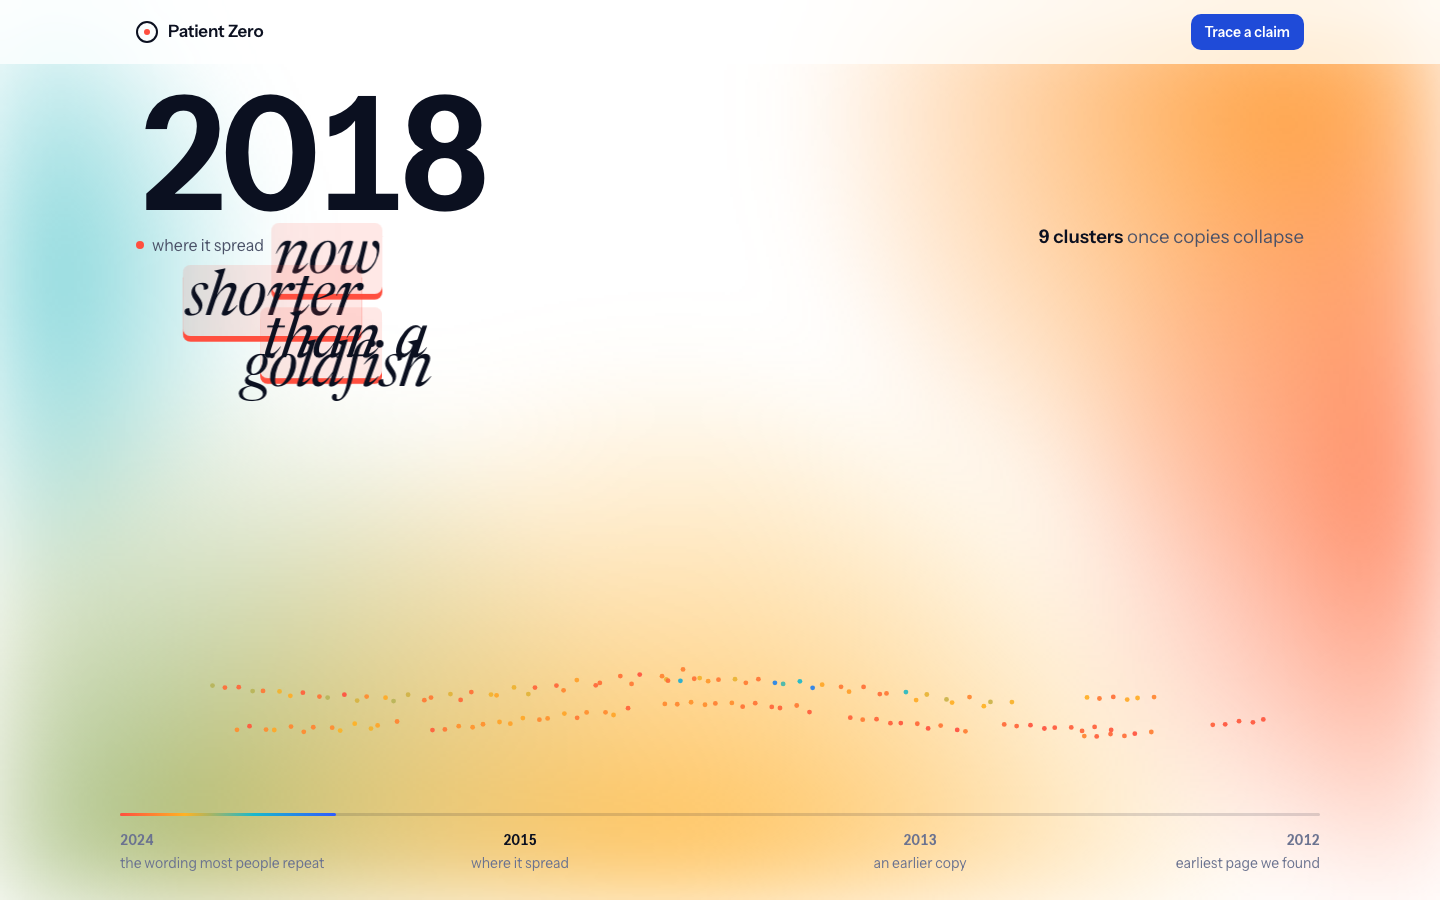 Patient Zero
Trace a claim
2018
where it spread
now
shorter
than a
goldfish
9 clusters once copies collapse
2024
the wording most people repeat
2015
where it spread
2013
an earlier copy
2012
earliest page we found